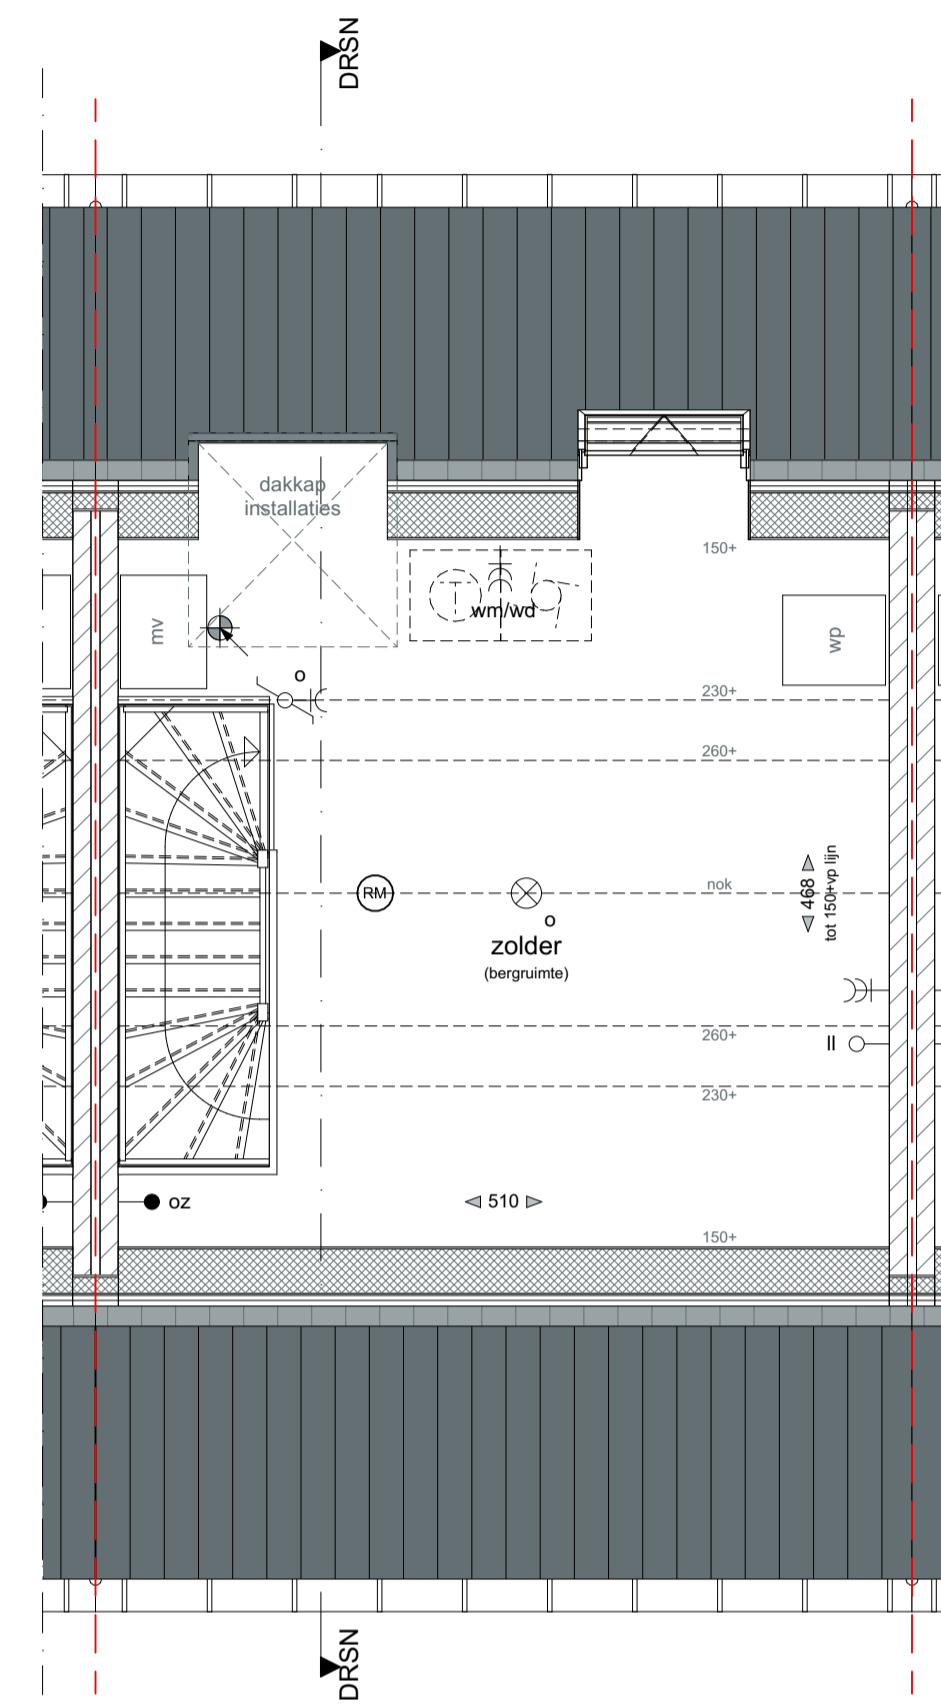 DRSN
dakkap
installaties
150+
mv
wm/wd
wp
o
230+
260+
nok
468
tot 150+vp lijn
RM
o
zolder
(bergruimte)
260+
II
230+
oz
510
150+
DRSN